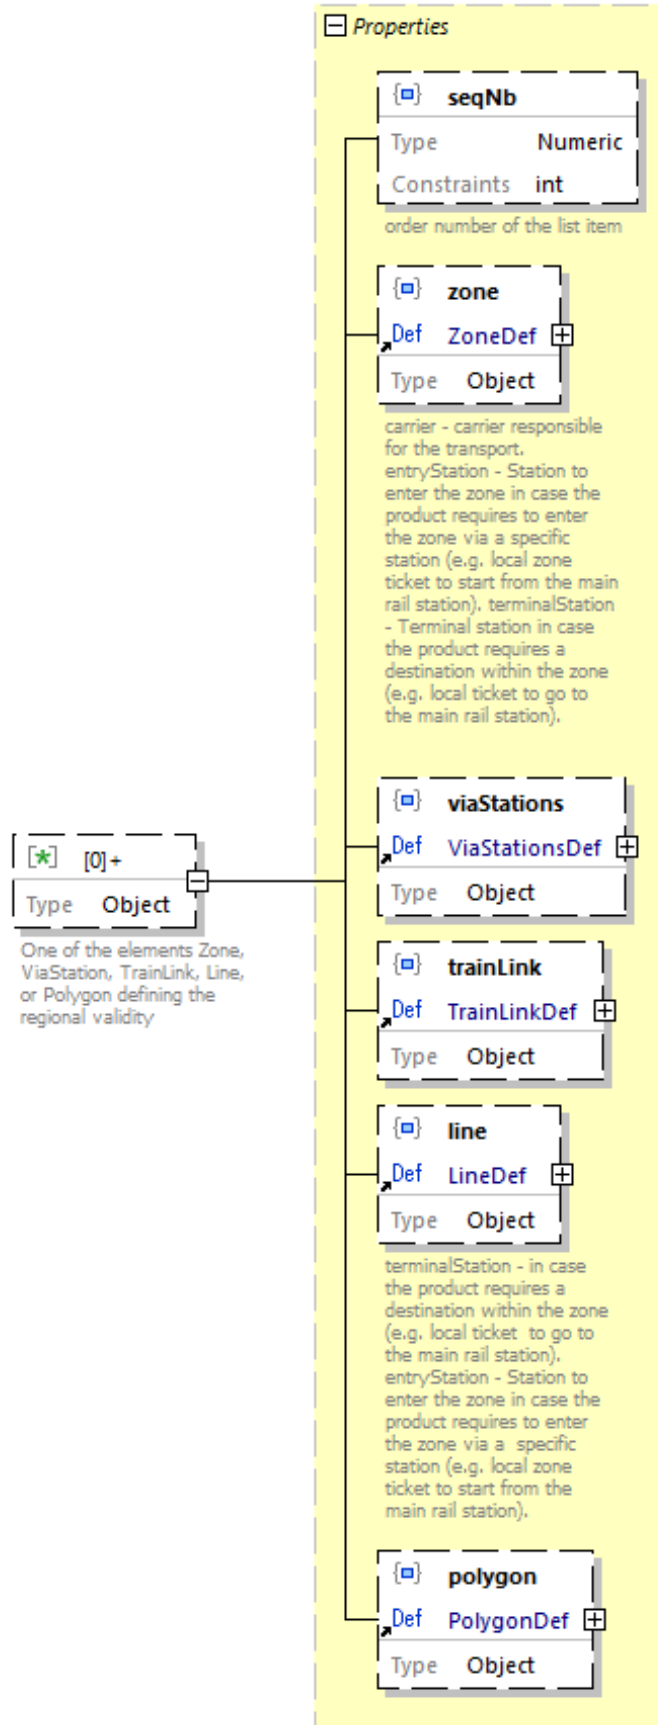 Properties
seqNb
Type Numeric
Constraints int
order number of the list item
zone
Def ZoneDef
Type Object
carrier - carrier responsible
for the transport.
entryStation - Station to
enter the zone in case the
product requires to enter
the zone via a specific
station (e.g. local zone
ticket to start from the main
rail station). terminalStation
- Terminal station in case
the product requires a
destination within the zone
(e.g. local ticket to go to
the main rail station).
viaStations
Def ViaStationsDef
Type Object
[*] [0]+
Type Object
One of the elements Zone,
ViaStation, TrainLink, Line,
or Polygon defining the
regional validity
trainLink
Def TrainLinkDef
Type Object
line
Def LineDef
Type Object
terminalStation - in case
the product requires a
destination within the zone
(e.g. local ticket  to go to
the main rail station).
entryStation - Station to
enter the zone in case the
product requires to enter
the zone via a  specific
station (e.g. local zone
ticket to start from the
main rail station).
polygon
Def PolygonDef
Type Object